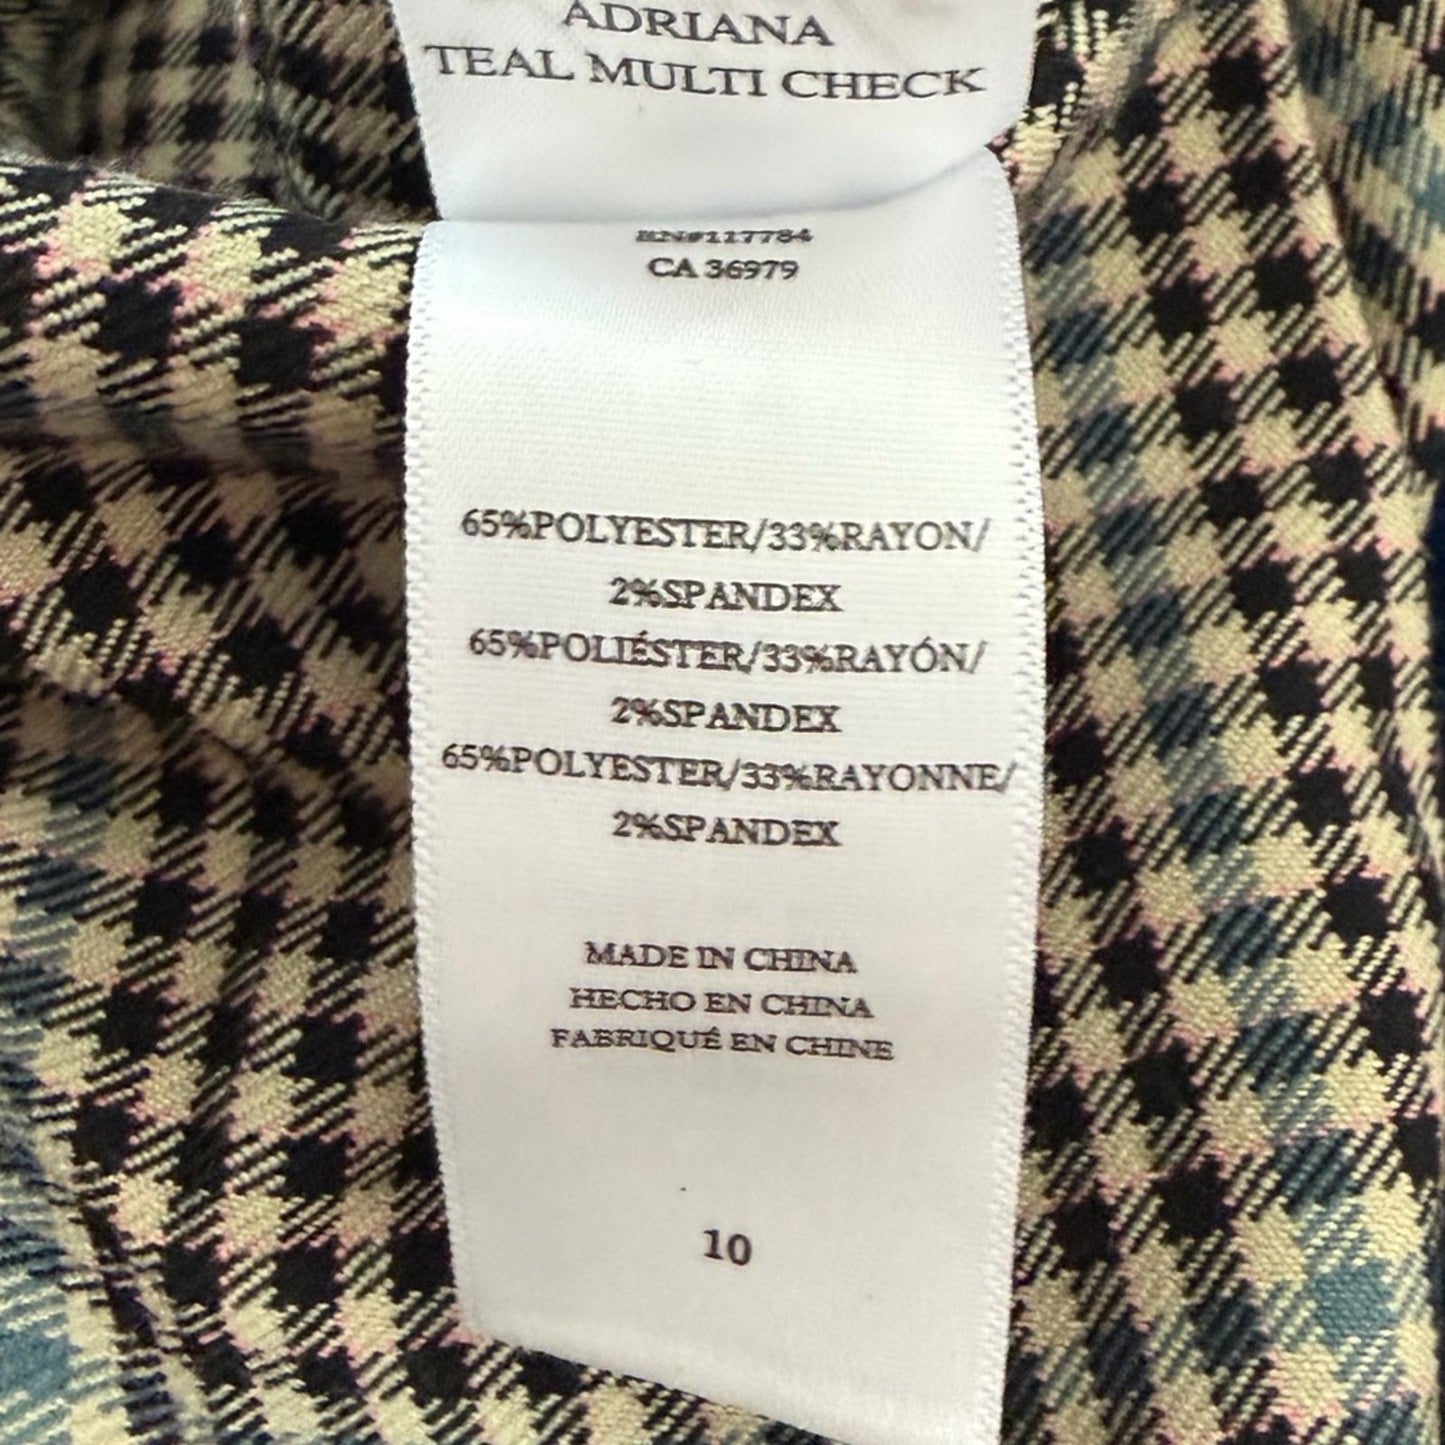 ADRIANA
TEAL MULTI CHECK
RN#117784
CA 36979
65%POLYESTER/33%RAYON/
2%SPANDEX
65%POLIÉSTER/33%RAYÓN/
2%SPANDEX
65%POLYESTER/33%RAYONNE/
2%SPANDEX
MADE IN CHINA
HECHO EN CHINA
FABRIQUÉ EN CHINE
10